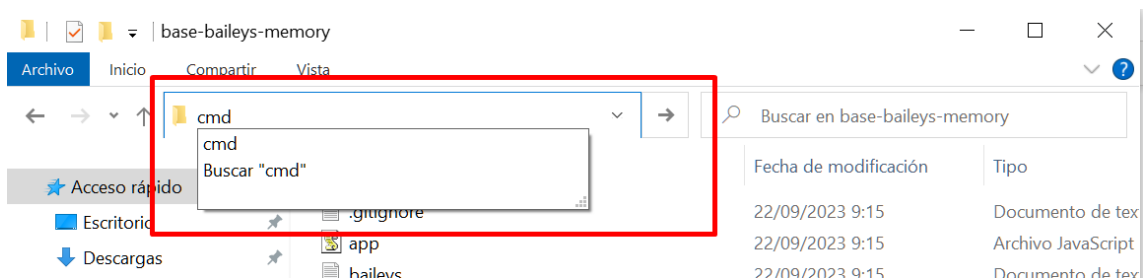 base-baileys-memory
Archivo Inicio Compartir Vista
cmd
Buscar en base-baileys-memory
cmd
Buscar "cmd"
Fecha de modificación Tipo
Acceso rápido
Escritorio
.gitignore 22/09/2023 9:15 Documento de tex
app 22/09/2023 9:15 Archivo JavaScript
Descargas
baileys 22/09/2023 9:15 Documento de tex